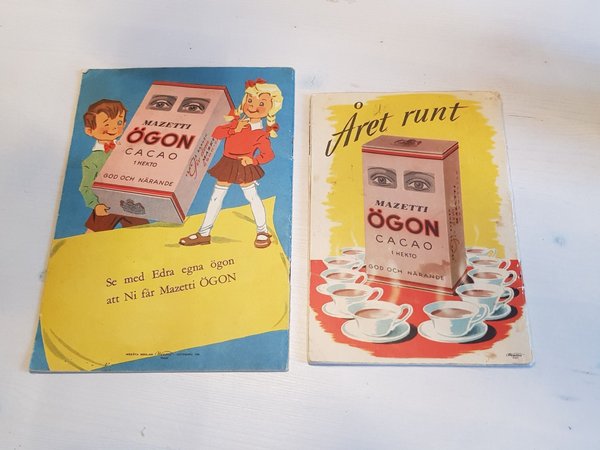 MAZETTI
ÖGON
CACAO
1 HEKTO
GOD OCH NÄRANDE
Se med Edra egna ögon
att Ni får Mazetti ÖGON
Året runt
MAZETTI
ÖGON
CACAO
1 HEKTO
GOD OCH NÄRANDE